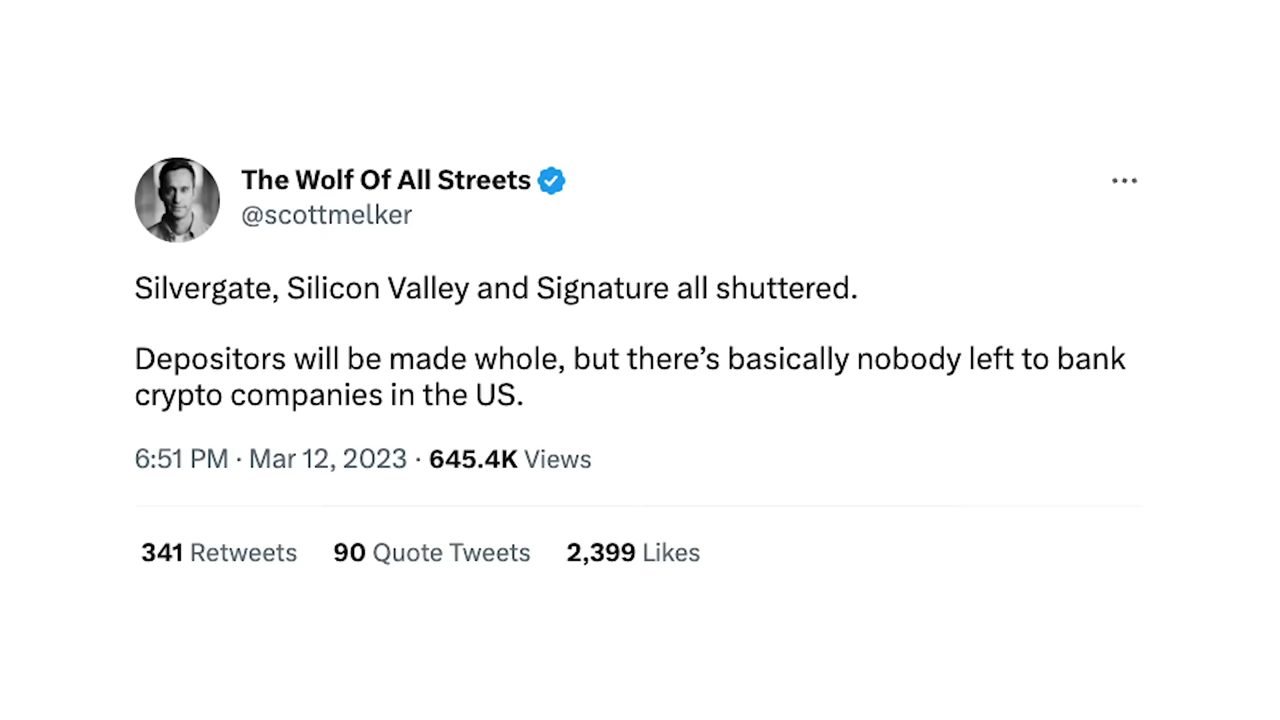 The Wolf Of All Streets
@scottmelker
Silvergate, Silicon Valley and Signature all shuttered.
Depositors will be made whole, but there’s basically nobody left to bank
crypto companies in the US.
6:51 PM · Mar 12, 2023 · 645.4K Views
341 Retweets 90 Quote Tweets 2,399 Likes